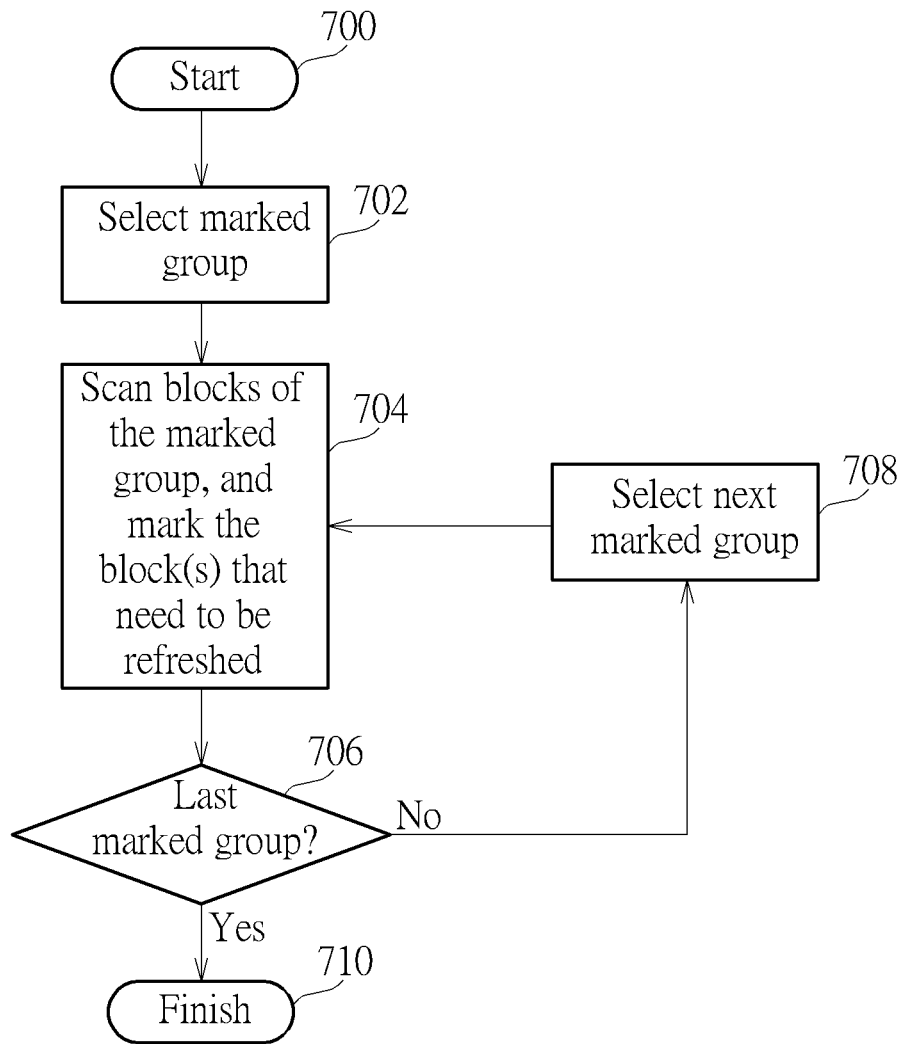 700
Start
702
Select marked
group
704
Scan blocks of
the marked
group, and
mark the
block(s) that
need to be
refreshed
708
Select next
marked group
706
Last
marked group?
No
Yes
710
Finish